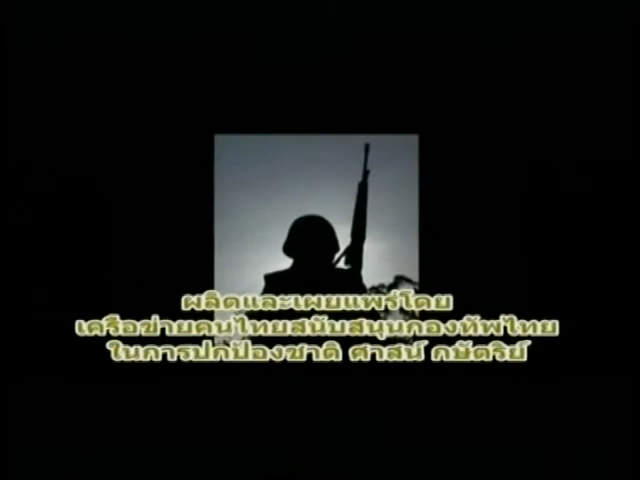 ผลิตและเผยแพร่โดย
เครือข่ายคนไทยสนับสนุนกองทัพไทย
ในการปกป้องชาติ ศาสน์ กษัตริย์